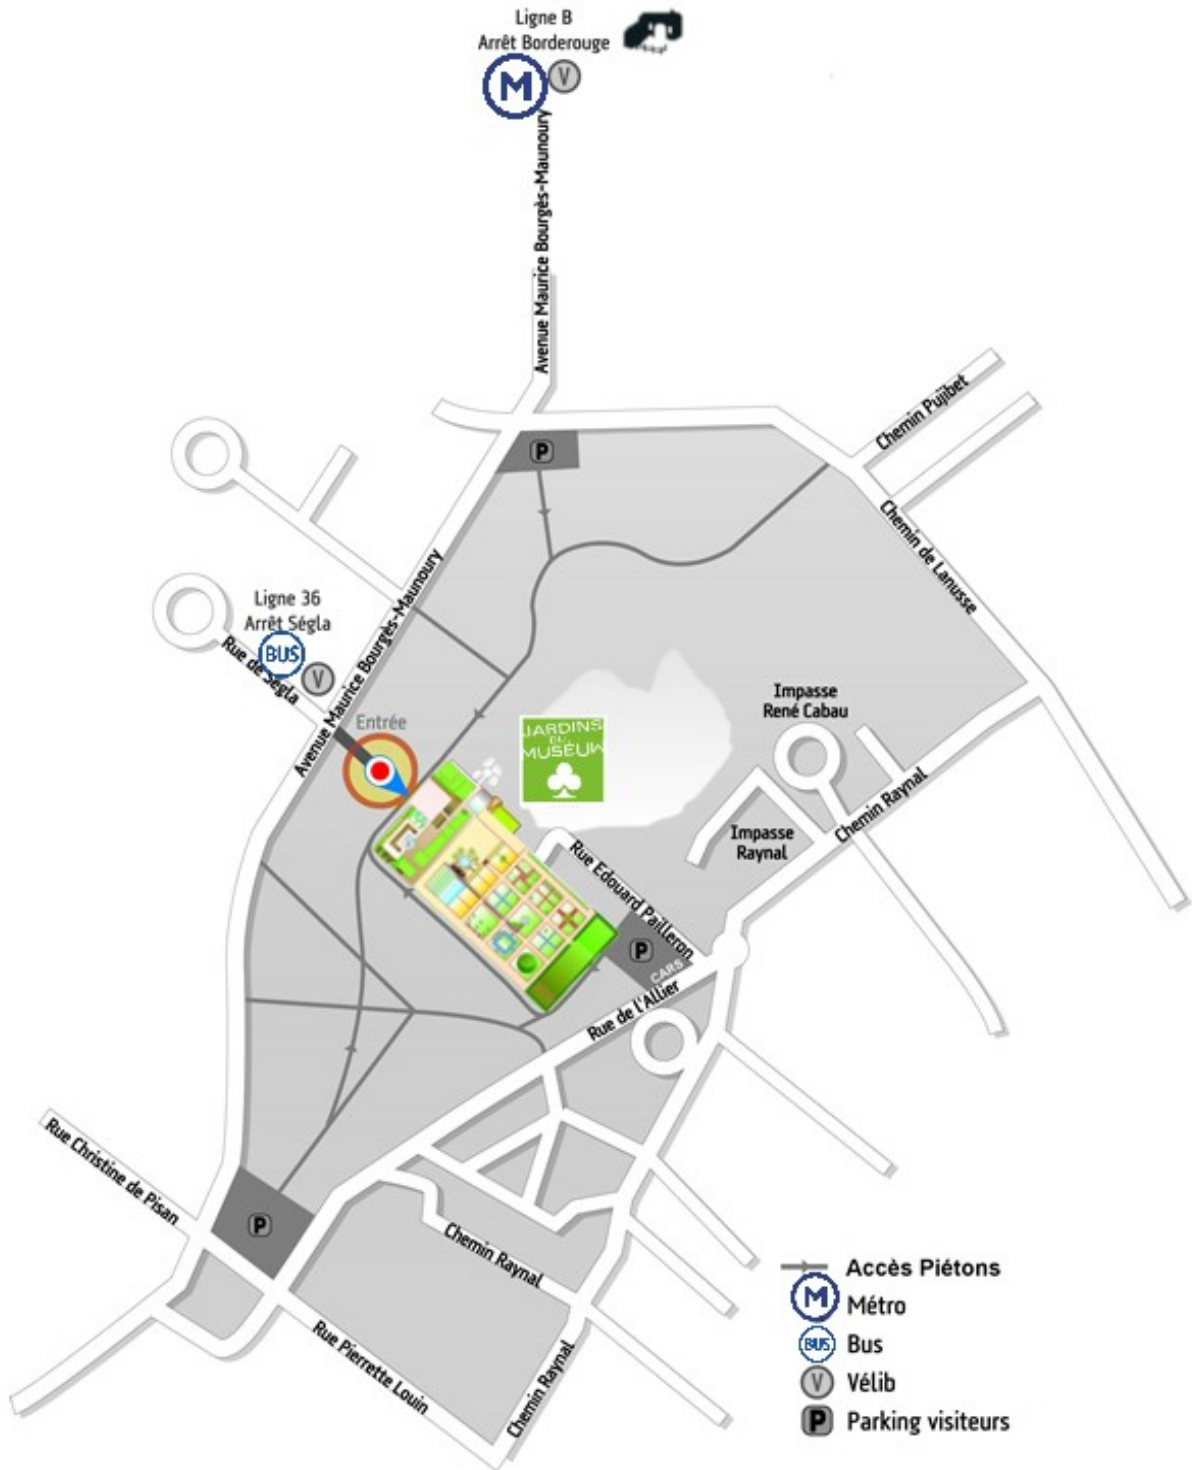 Ligne B
Arrêt Borderouge
M
V
Avenue Maurice Bourgès-Maunoury
Chemin Pujibet
P
Chemin de Lanusse
Avenue Maurice Bourgès-Maunoury
Ligne 36
Arrêt Ségla
BUS
V
Rue de Ségla
Entrée
JARDINS
DU
MUSÉUM
Impasse
René Cabau
Chemin Raynal
Impasse
Raynal
Rue Edouard Pailleron
P
CARS
Rue de l'Allier
Rue Christine de Pisan
P
Chemin Raynal
Rue Pierrette Louin
Chemin Raynal
Accès Piétons
M Métro
BUS Bus
V Vélib
P Parking visiteurs